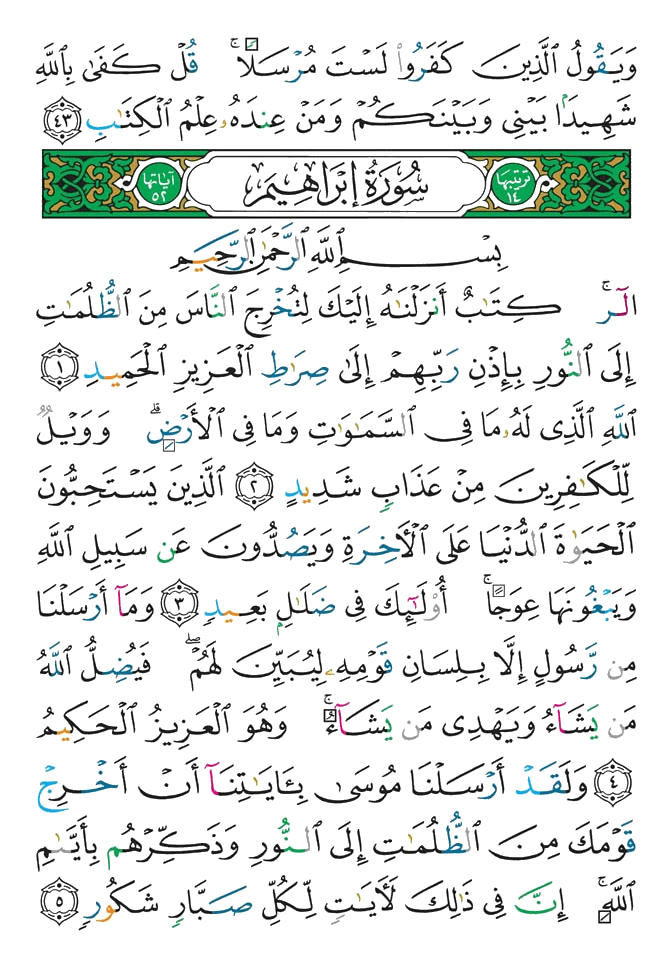 وَيَقُولُ ٱلَّذِينَ كَفَرُواْ لَسْتَ مُرْسَلٗاۚ قُلْ كَفَىٰ بِٱللَّهِ
شَهِيدَۢا بَيْنِي وَبَيْنَكُمْ وَمَنْ عِندَهُۥ عِلْمُ ٱلْكِتَٰبِ ٤٣
ترتيبها ١٤ سُورَةُ إِبْرَاهِيمَ آياتها ٥٢
بِسْمِ ٱللَّهِ ٱلرَّحْمَٰنِ ٱلرَّحِيمِ
الٓرۚ كِتَٰبٌ أَنزَلْنَٰهُ إِلَيْكَ لِتُخْرِجَ ٱلنَّاسَ مِنَ ٱلظُّلُمَٰتِ
إِلَى ٱلنُّورِ بِإِذْنِ رَبِّهِمْ إِلَىٰ صِرَٰطِ ٱلْعَزِيزِ ٱلْحَمِيدِ ١
ٱللَّهِ ٱلَّذِي لَهُۥ مَا فِي ٱلسَّمَٰوَٰتِ وَمَا فِي ٱلْأَرْضِۗ وَوَيْلٞ
لِّلْكَٰفِرِينَ مِنْ عَذَابٖ شَدِيدٍ ٢ ٱلَّذِينَ يَسْتَحِبُّونَ
ٱلْحَيَوٰةَ ٱلدُّنْيَا عَلَى ٱلْأٓخِرَةِ وَيَصُدُّونَ عَن سَبِيلِ ٱللَّهِ
وَيَبْغُونَهَا عِوَجًاۚ أُوْلَٰٓئِكَ فِي ضَلَٰلِۭ بَعِيدٖ ٣ وَمَآ أَرْسَلْنَا
مِن رَّسُولٍ إِلَّا بِلِسَانِ قَوْمِهِۦ لِيُبَيِّنَ لَهُمْۖ فَيُضِلُّ ٱللَّهُ
مَن يَشَآءُ وَيَهْدِي مَن يَشَآءُۚ وَهُوَ ٱلْعَزِيزُ ٱلْحَكِيمُ
٤ وَلَقَدْ أَرْسَلْنَا مُوسَىٰ بِـَٔايَٰتِنَآ أَنْ أَخْرِجْ
قَوْمَكَ مِنَ ٱلظُّلُمَٰتِ إِلَى ٱلنُّورِ وَذَكِّرْهُم بِأَيَّىٰمِ
ٱللَّهِۚ إِنَّ فِي ذَٰلِكَ لَأٓيَٰتٖ لِّكُلِّ صَبَّارٖ شَكُورٖ ٥